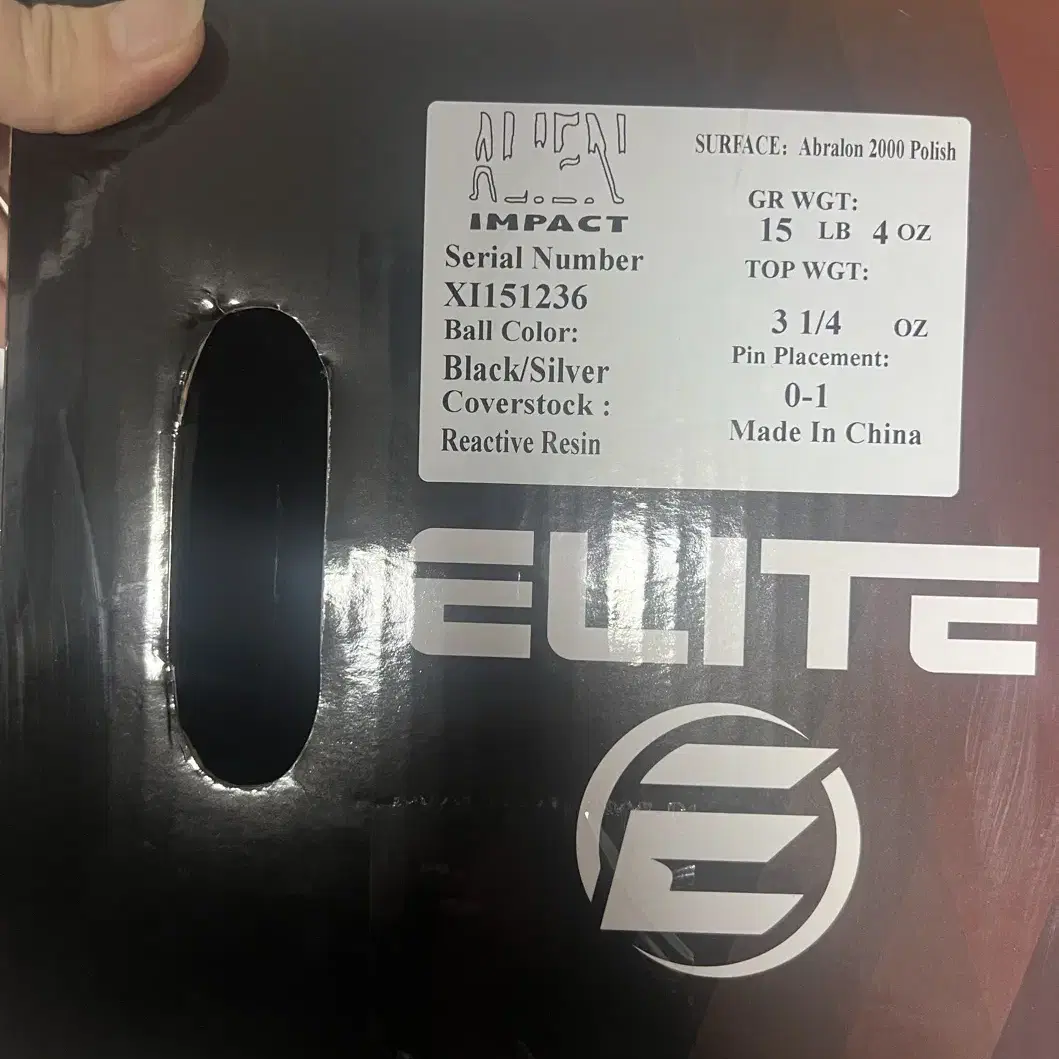 ALIEN
IMPACT
Serial Number
XI151236
Ball Color:
Black/Silver
Coverstock :
Reactive Resin
SURFACE: Abralon 2000 Polish
GR WGT:
15 LB 4 OZ
TOP WGT:
3 1/4 OZ
Pin Placement:
0-1
Made In China
ELITE
E